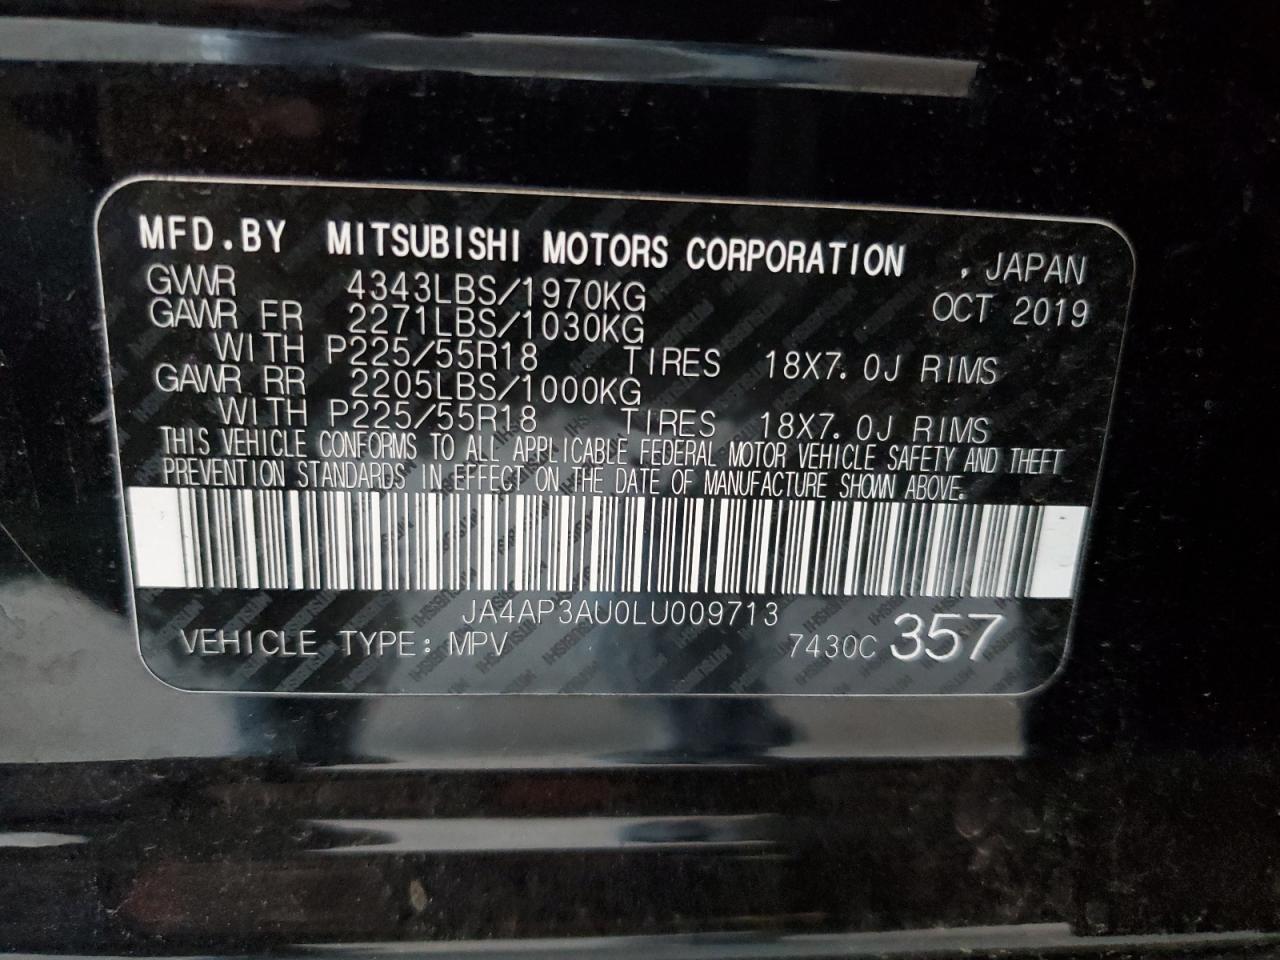 MFD.BY MITSUBISHI MOTORS CORPORATION , JAPAN
GVWR 4343LBS/1970KG OCT 2019
GAWR FR 2271LBS/1030KG
WITH P225/55R18 TIRES 18X7.0J RIMS
GAWR RR 2205LBS/1000KG
WITH P225/55R18 TIRES 18X7.0J RIMS
THIS VEHICLE CONFORMS TO ALL APPLICABLE FEDERAL MOTOR VEHICLE SAFETY AND THEFT
PREVENTION STANDARDS IN EFFECT ON THE DATE OF MANUFACTURE SHOWN ABOVE.
JA4AP3AU0LU009713
VEHICLE TYPE: MPV 7430C 357